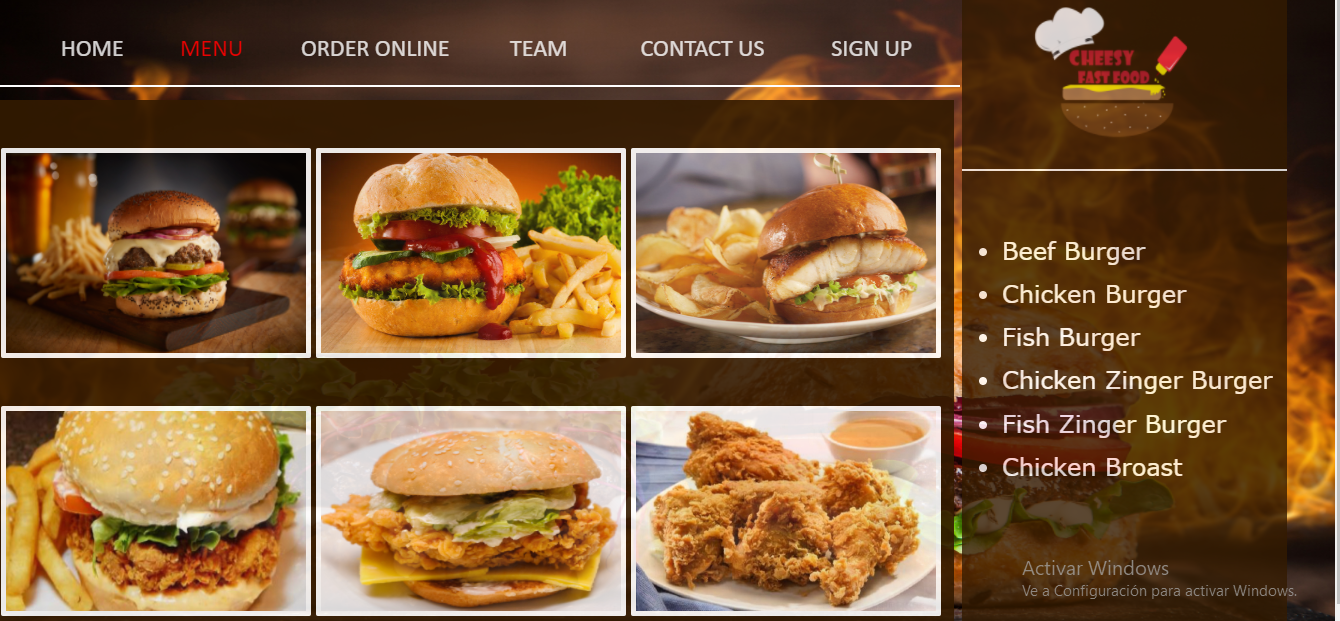 HOME MENU ORDER ONLINE TEAM CONTACT US SIGN UP
CHEESY
FAST FOOD
Beef Burger
Chicken Burger
Fish Burger
Chicken Zinger Burger
Fish Zinger Burger
Chicken Broast
Activar Windows
Ve a Configuración para activar Windows.